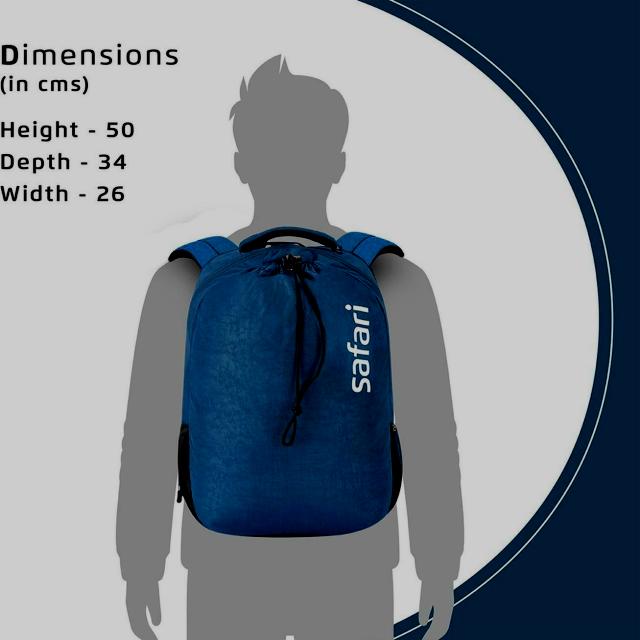 Dimensions
(in cms)
Height - 50
Depth - 34
Width - 26
safari